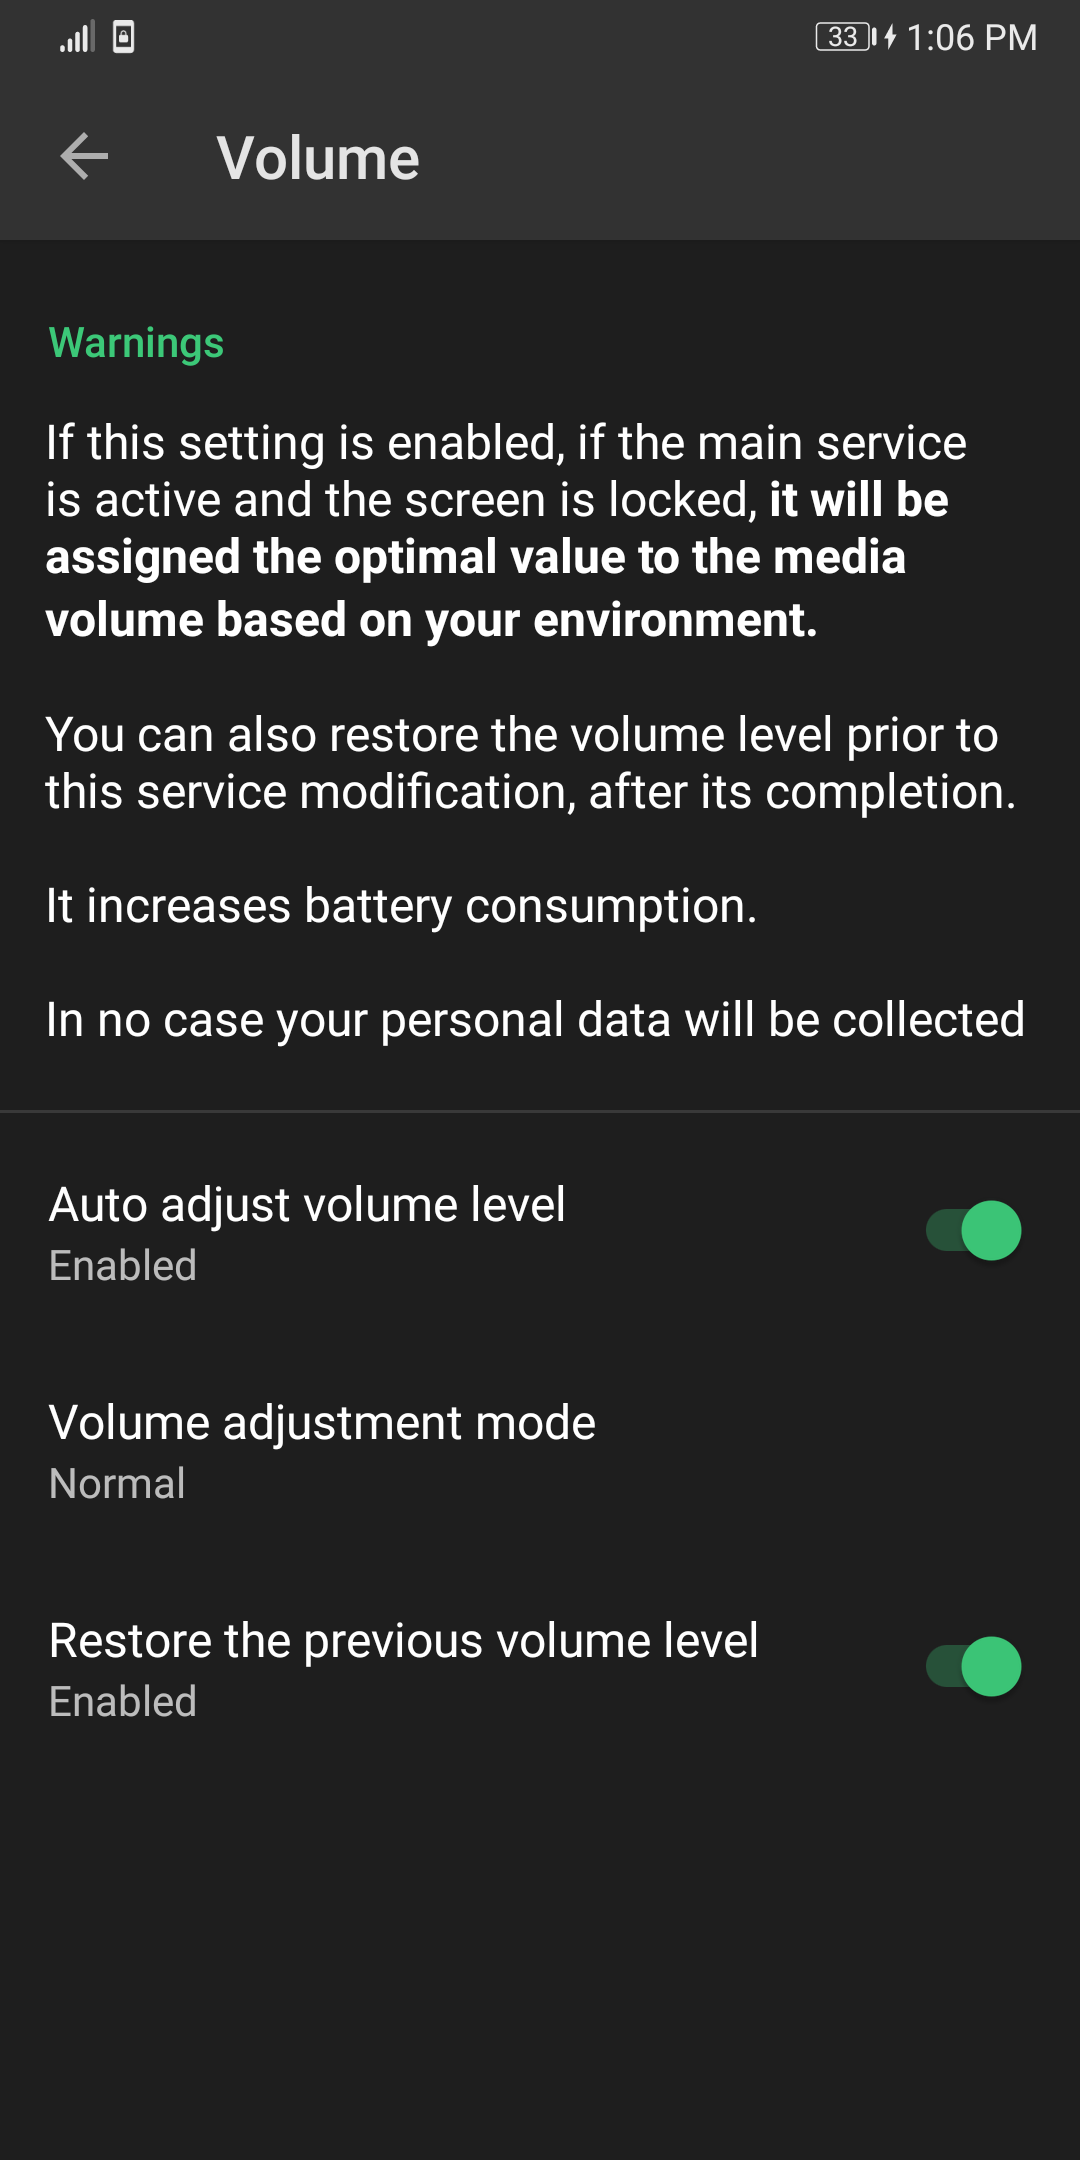 33 1:06 PM
Volume
Warnings
If this setting is enabled, if the main service
is active and the screen is locked, it will be
assigned the optimal value to the media
volume based on your environment.
You can also restore the volume level prior to
this service modification, after its completion.
It increases battery consumption.
In no case your personal data will be collected
Auto adjust volume level
Enabled
Volume adjustment mode
Normal
Restore the previous volume level
Enabled